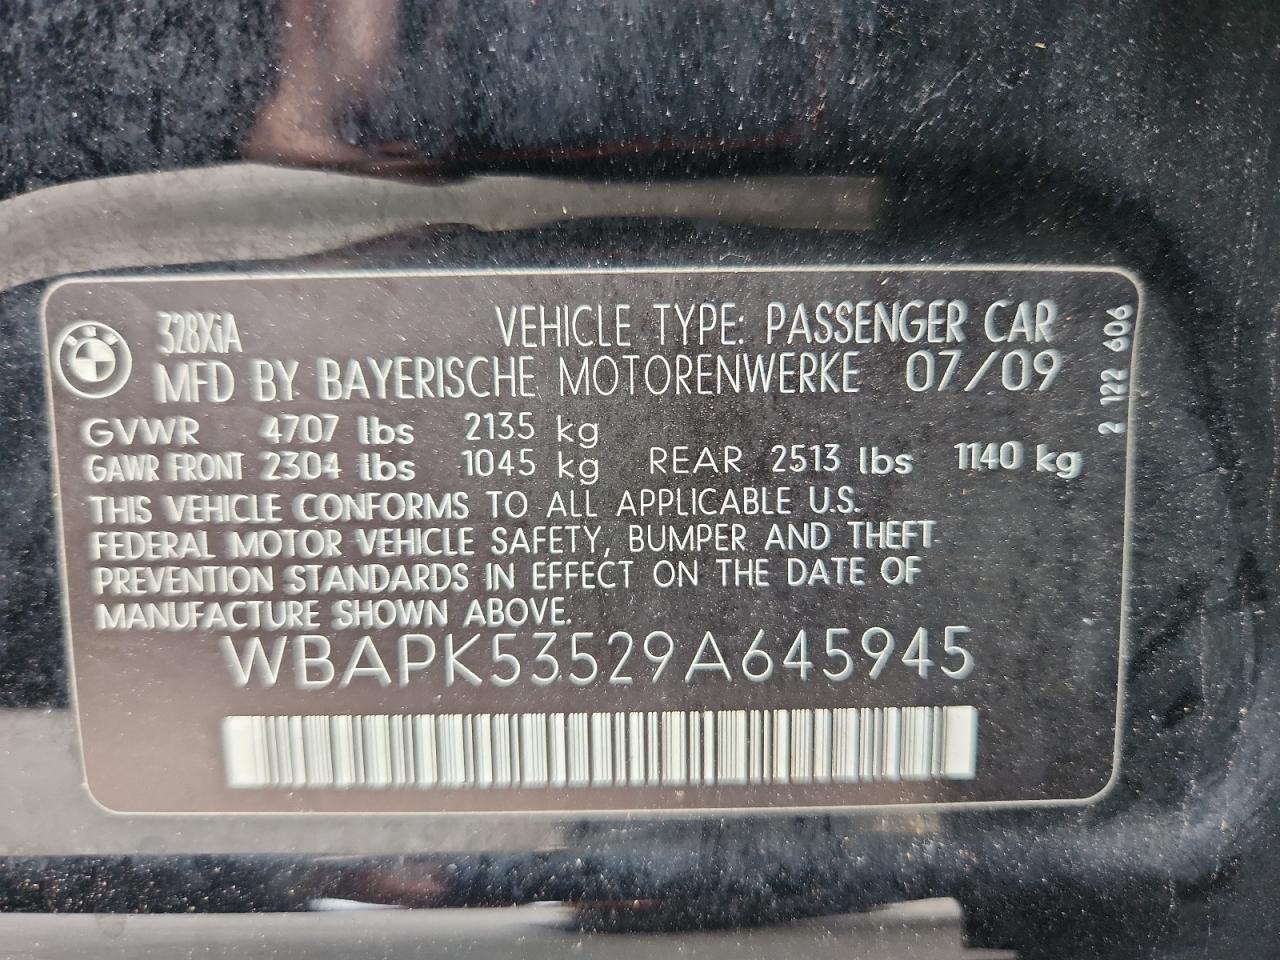 328XiA VEHICLE TYPE: PASSENGER CAR
MFD BY BAYERISCHE MOTORENWERKE 07/09
GVWR 4707 lbs 2135 kg
GAWR FRONT 2304 lbs 1045 kg REAR 2513 lbs 1140 kg
THIS VEHICLE CONFORMS TO ALL APPLICABLE U.S.
FEDERAL MOTOR VEHICLE SAFETY, BUMPER AND THEFT
PREVENTION STANDARDS IN EFFECT ON THE DATE OF
MANUFACTURE SHOWN ABOVE.
WBAPK53529A645945
2 122 606